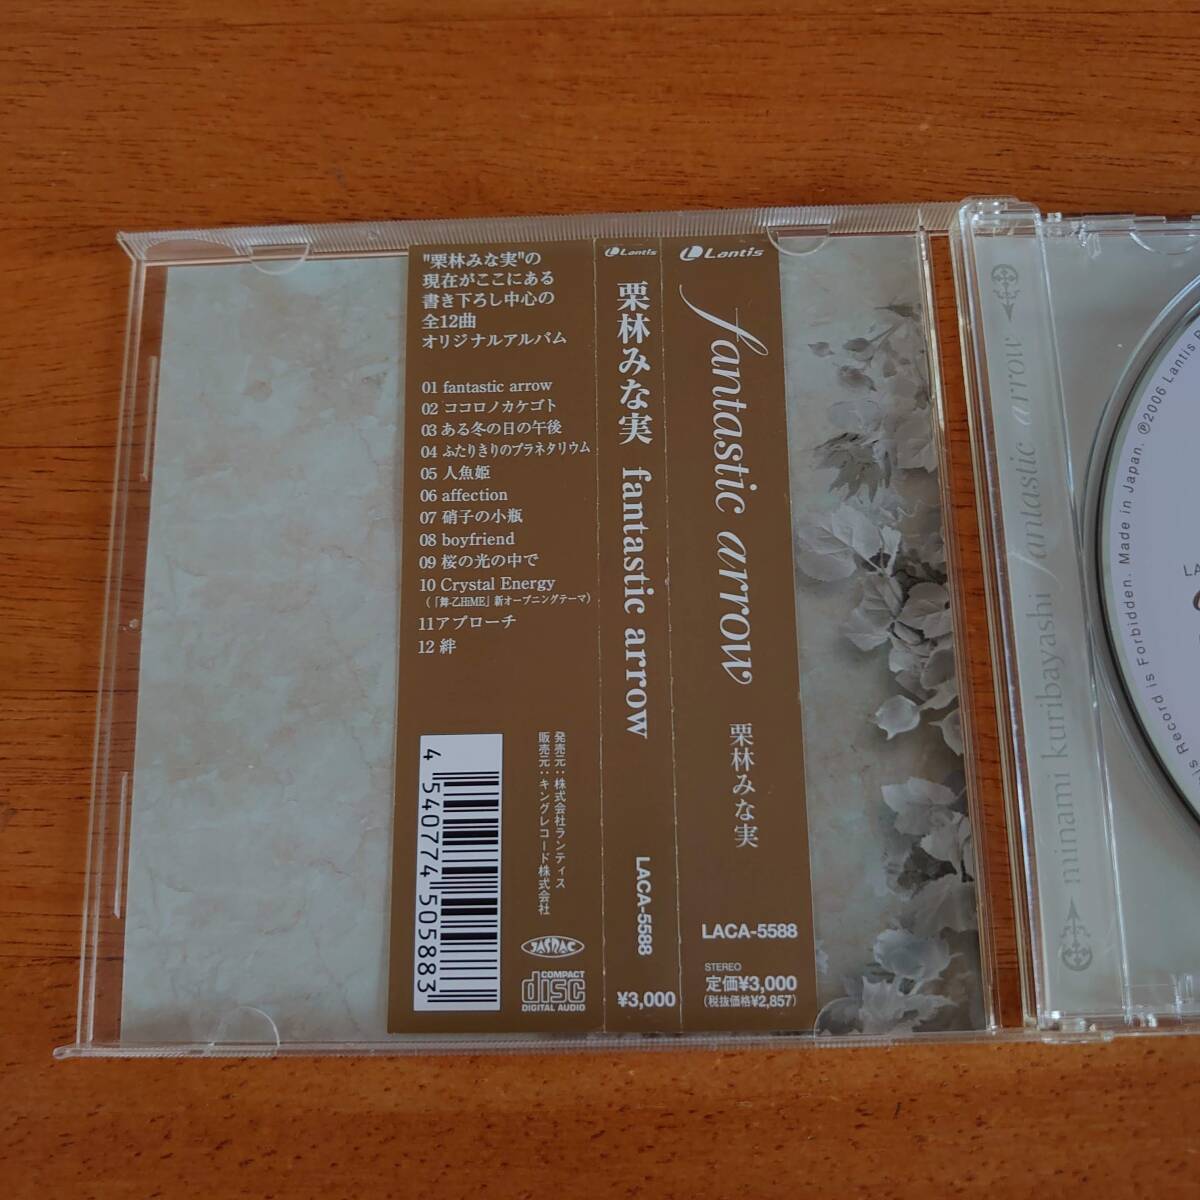 "栗林みな実"の
現在がここにある
書き下ろし中心の
全12曲
オリジナルアルバム
01 fantastic arrow
02 ココロノカケゴト
03 ある冬の日の午後
04 ふたりきりのプラネタリウム
05 人魚姫
06 affection
07 硝子の小瓶
08 boyfriend
09 桜の光の中で
10 Crystal Energy
(「舞-乙HiME」新オープニングテーマ)
11 アプローチ
12 絆
4 540774 505883
発売元:株式会社ランティス
販売元:キングレコード株式会社
JASRAC
COMPACT
disc
DIGITAL AUDIO
Lantis
栗林みな実 fantastic arrow
LACA-5588
¥3,000
Lantis
fantastic arrow
栗林みな実
LACA-5588
STEREO
定価¥3,000
(税抜価格¥2,857)
minami kuribayashi fantastic arrow
is Record is Forbidden. Made in Japan. ℗2006 Lantis
LA